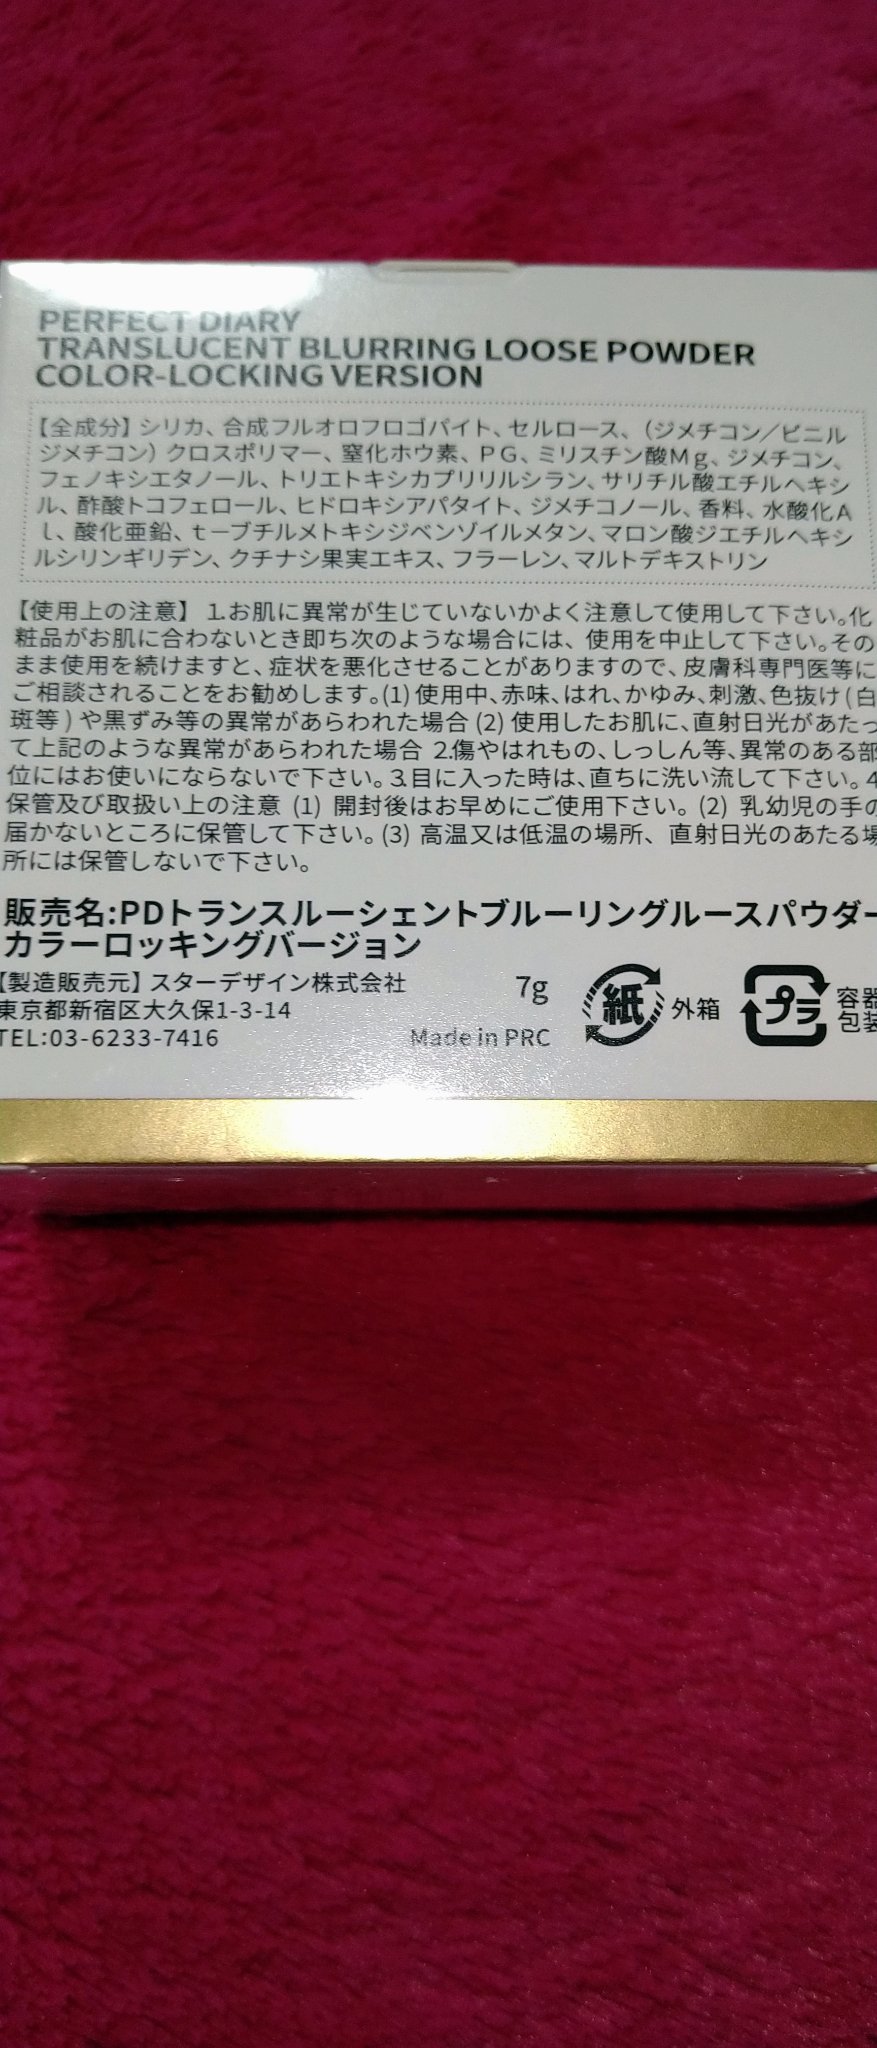 PERFECT DIARY
TRANSLUCENT BLURRING LOOSE POWDER
COLOR-LOCKING VERSION
【全成分】シリカ、合成フルオロフロゴパイト、セルロース、（ジメチコン／ビニル
ジメチコン）クロスポリマー、窒化ホウ素、PG、ミリスチン酸Mg、ジメチコン、
フェノキシエタノール、トリエトキシカプリリルシラン、サリチル酸エチルヘキシ
ル、酢酸トコフェロール、ヒドロキシアパタイト、ジメチコノール、香料、水酸化A
l、酸化亜鉛、t－ブチルメトキシジベンゾイルメタン、マロン酸ジエチルヘキシ
ルシリンギリデン、クチナシ果実エキス、フラーレン、マルトデキストリン
【使用上の注意】 1.お肌に異常が生じていないかよく注意して使用して下さい。化
粧品がお肌に合わないとき即ち次のような場合には、使用を中止して下さい。その
まま使用を続けますと、症状を悪化させることがありますので、皮膚科専門医等に
ご相談されることをお勧めします。(1) 使用中、赤味、はれ、かゆみ、刺激、色抜け (白
斑等 ) や黒ずみ等の異常があらわれた場合 (2) 使用したお肌に、直射日光があたっ
て上記のような異常があらわれた場合 2.傷やはれもの、しっしん等、異常のある部
位にはお使いにならないで下さい。3.目に入った時は、直ちに洗い流して下さい。4
保管及び取扱い上の注意 (1) 開封後はお早めにご使用下さい。(2) 乳幼児の手の
届かないところに保管して下さい。(3) 高温又は低温の場所、直射日光のあたる場
所には保管しないで下さい。
販売名:PDトランスルーシェントブルーリングルースパウダー
カラーロッキングバージョン
【製造販売元】スターデザイン株式会社
東京都新宿区大久保1-3-14
TEL:03-6233-7416
7g
Made in PRC
紙 外箱
プラ 容器
包装